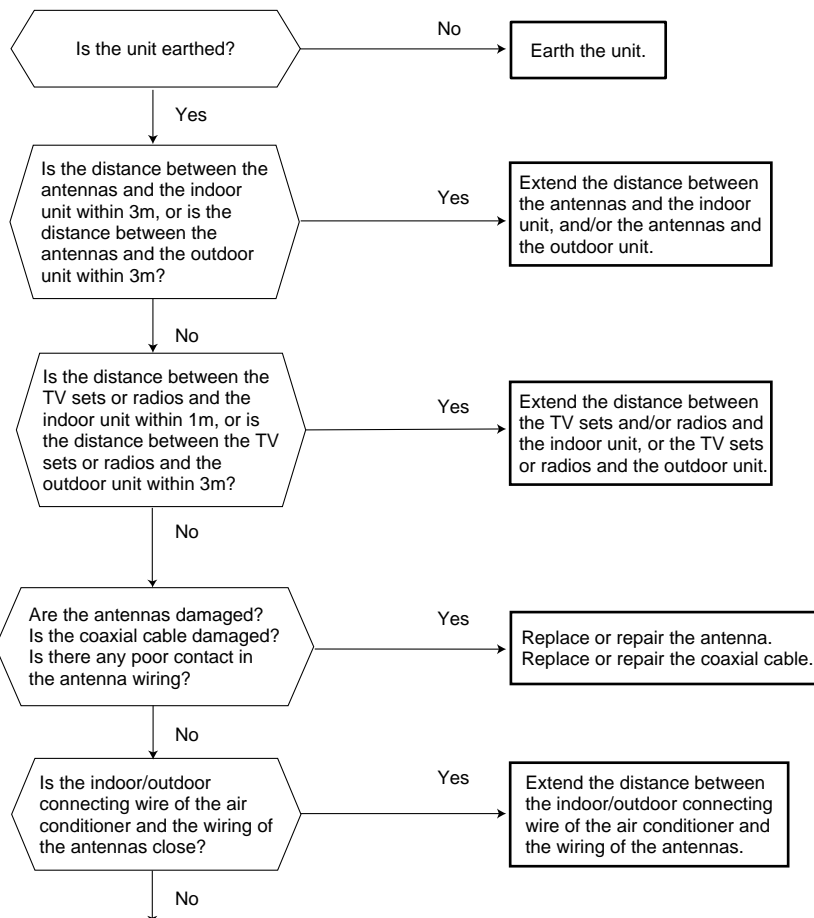 Is the unit earthed?
No
Earth the unit.
Yes
Is the distance between the
antennas and the indoor
unit within 3m, or is the
distance between the
antennas and the outdoor
unit within 3m?
Yes
Extend the distance between
the antennas and the indoor
unit, and/or the antennas and
the outdoor unit.
No
Is the distance between the
TV sets or radios and the
indoor unit within 1m, or is
the distance between the TV
sets or radios and the
outdoor unit within 3m?
Yes
Extend the distance between
the TV sets and/or radios and
the indoor unit, or the TV sets
or radios and the outdoor unit.
No
Are the antennas damaged?
Is the coaxial cable damaged?
Is there any poor contact in
the antenna wiring?
Yes
Replace or repair the antenna.
Replace or repair the coaxial cable.
No
Is the indoor/outdoor
connecting wire of the air
conditioner and the wiring of
the antennas close?
Yes
Extend the distance between
the indoor/outdoor connecting
wire of the air conditioner and
the wiring of the antennas.
No